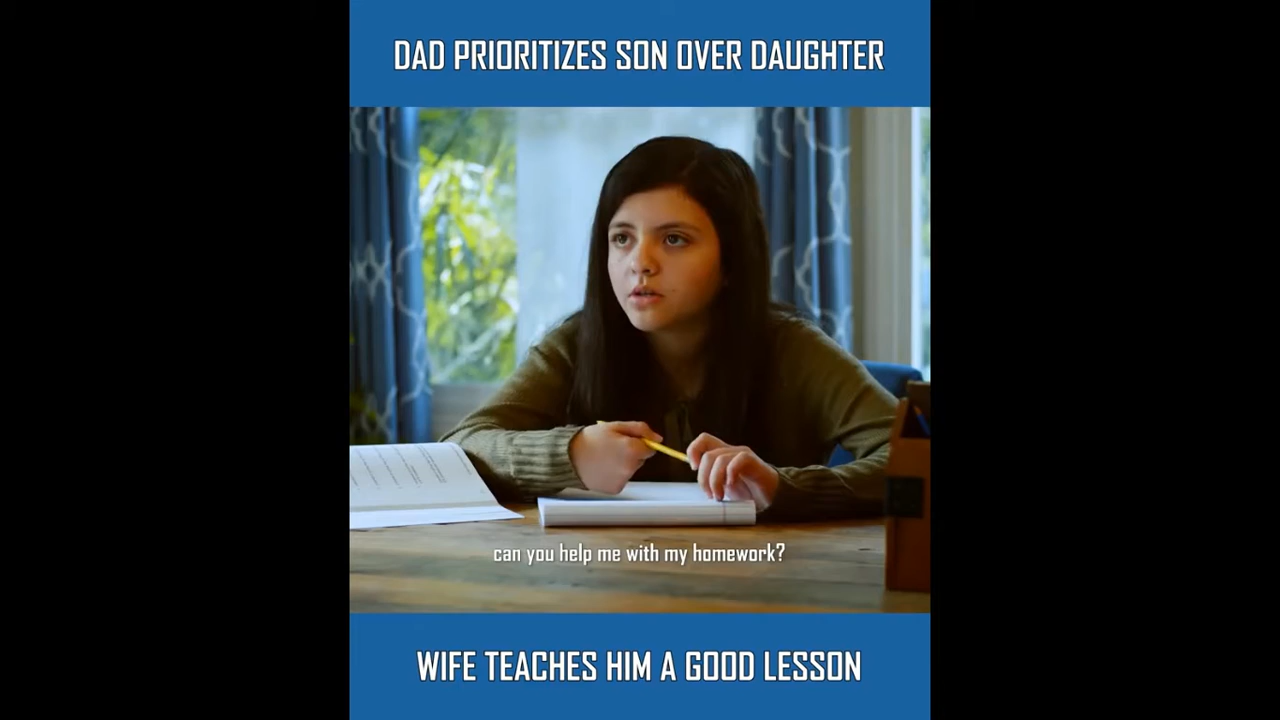 DAD PRIORITIZES SON OVER DAUGHTER
can you help me with my homework?
WIFE TEACHES HIM A GOOD LESSON